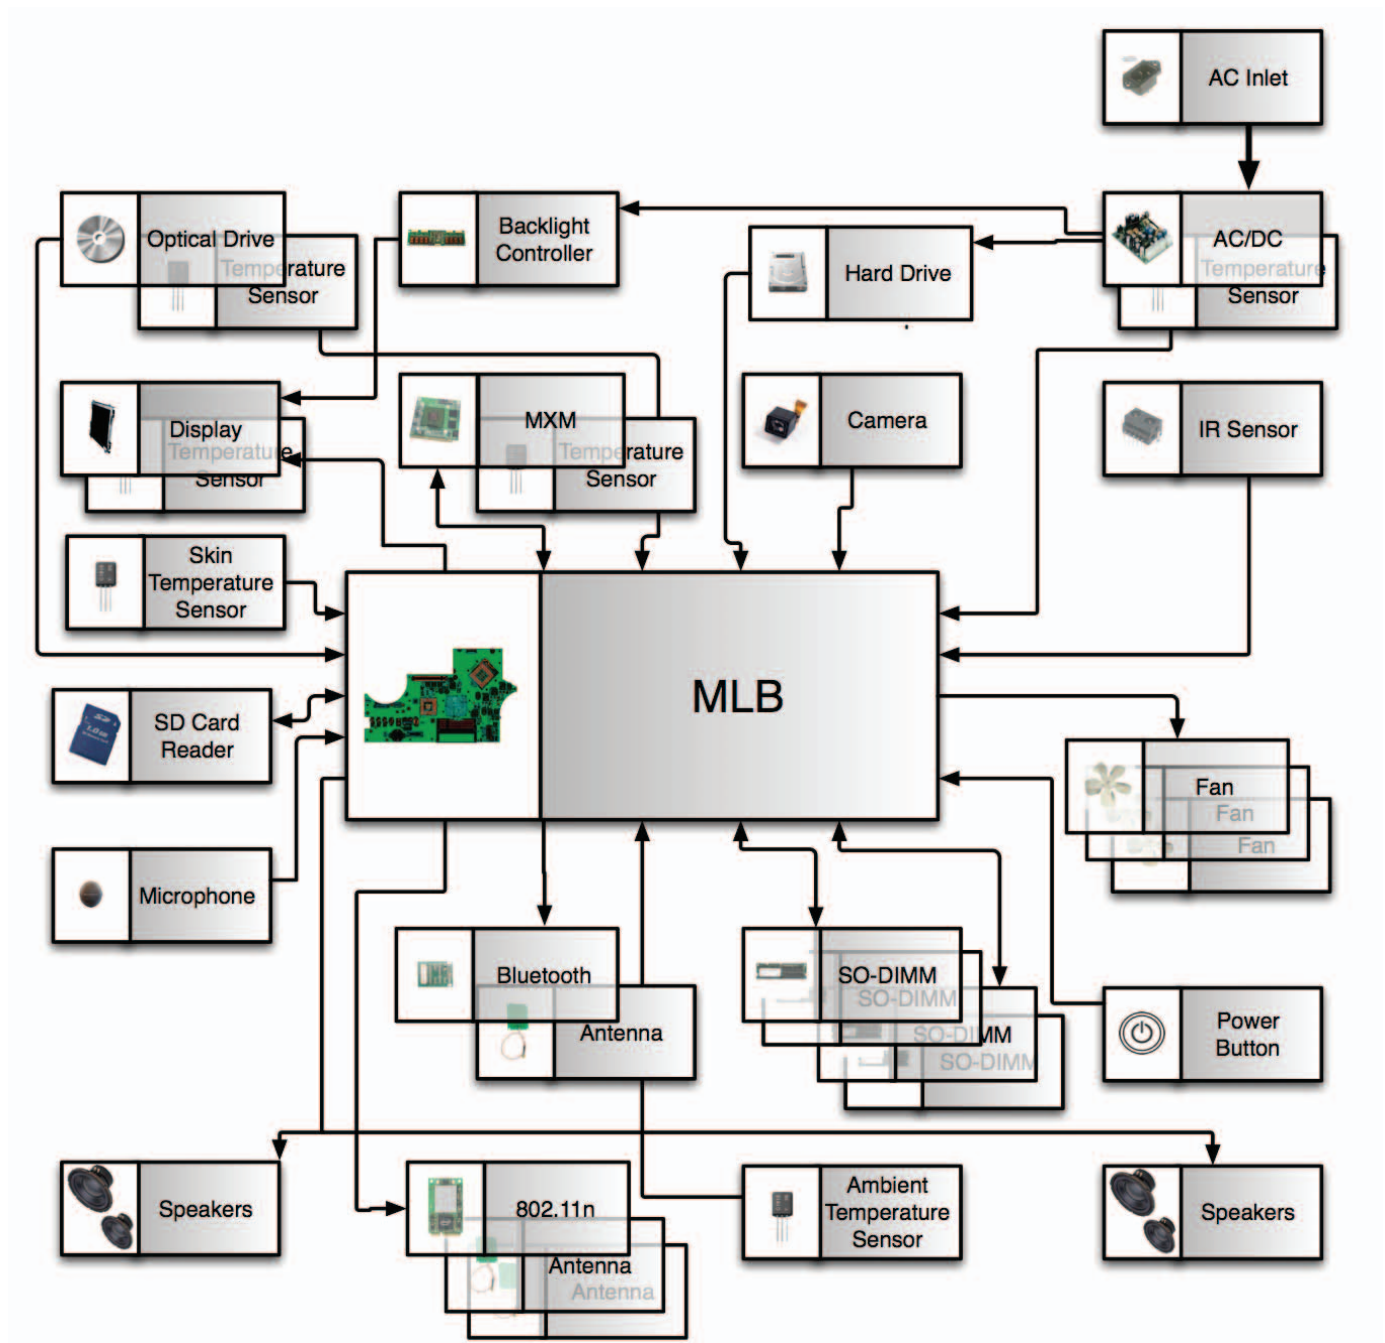 AC Inlet
Optical Drive
Temperature
Sensor
Backlight
Controller
Hard Drive
AC/DC
Temperature
Sensor
Display
Temperature
Sensor
MXM
Temperature
Sensor
Camera
IR Sensor
Skin
Temperature
Sensor
MLB
SD Card
Reader
Fan
Fan
Fan
Microphone
Bluetooth
Antenna
SO-DIMM
SO-DIMM
SO-DIMM
SO-DIMM
Power
Button
Speakers
802.11n
Antenna
Antenna
Ambient
Temperature
Sensor
Speakers